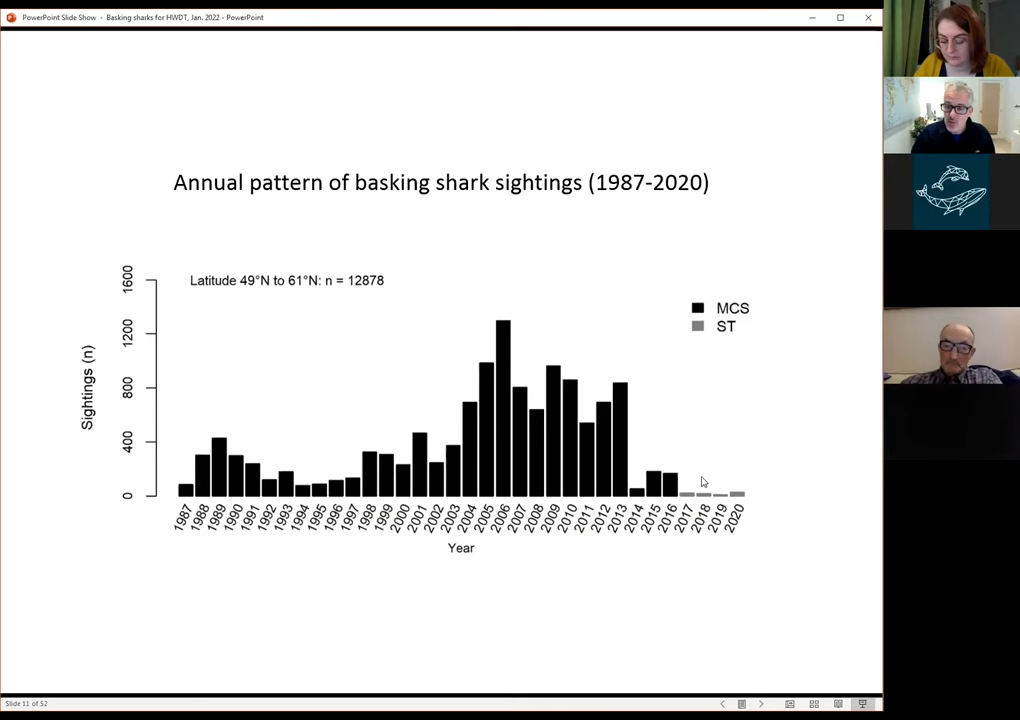 PowerPoint Slide Show - Basking sharks for HWDT, Jan. 2022 - PowerPoint
Annual pattern of basking shark sightings (1987-2020)
Latitude 49°N to 61°N: n = 12878
MCS
ST
Sightings (n)
1600
1200
800
400
0
1987 1988 1989 1990 1991 1992 1993 1994 1995 1996 1997 1998 1999 2000 2001 2002 2003 2004 2005 2006 2007 2008 2009 2010 2011 2012 2013 2014 2015 2016 2017 2018 2019 2020
Year
Slide 11 of 52